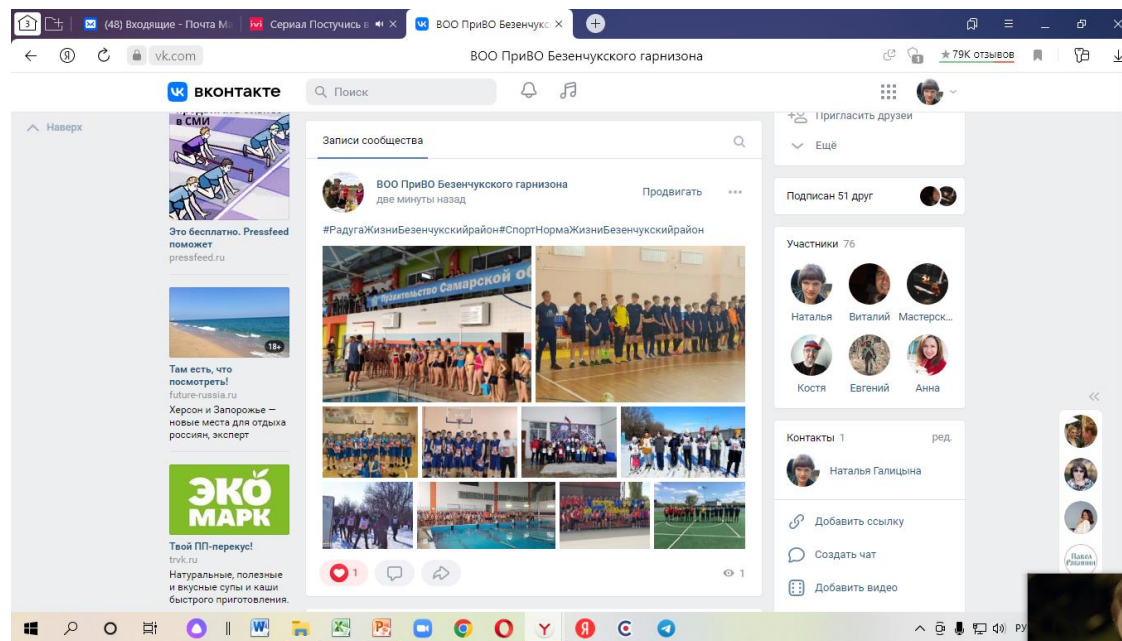 3
(48) Входящие - Почта Ma
ivi
Сериал Постучись в
ВОО ПриВО Безенчукс
vk.com
ВОО ПриВО Безенчукского гарнизона
1
★ 79K отзывов
ВКОНТАКТЕ
Поиск
Наверх
в СМИ
Это бесплатно. Pressfeed
поможет
pressfeed.ru
18+
Там есть, что
посмотреть!
future-russia.ru
Херсон и Запорожье —
новые места для отдыха
россиян, эксперт
ЭКО
МАРК
Твой ПП-перекус!
trvk.ru
Натуральные, полезные
и вкусные супы и каши
быстрого приготовления.
Записи сообщества
ВОО ПриВО Безенчукского гарнизона
две минуты назад
Продвигать
#РадугаЖизниБезенчукскийрайон#СпортНормаЖизниБезенчукскийрайон
Правительство Самарской об
1
1
Пригласить друзей
Ещё
Подписан 51 друг
Участники 76
Наталья Виталий Мастерск...
Костя Евгений Анна
Контакты 1
ред.
Наталья Галицына
Добавить ссылку
Создать чат
Добавить видео
РУ